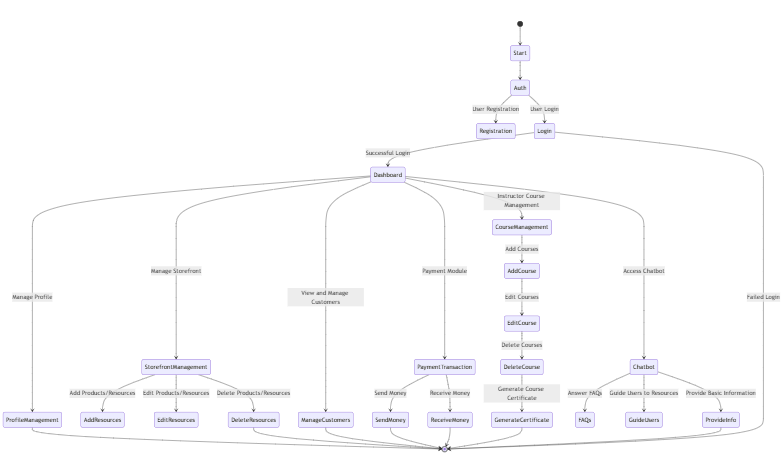 Start
Auth
User Registration
User Login
Registration
Login
Successful Login
Dashboard
Instructor Course
Management
CourseManagement
Add Courses
AddCourse
Manage Storefront
Payment Module
Access Chatbot
View and Manage
Customers
Manage Profile
Edit Courses
Failed Login
EditCourse
Delete Courses
StorefrontManagement
PaymentTransaction
DeleteCourse
Chatbot
Add Products/Resources
Edit Products/Resources
Delete Products/Resources
Send Money
Receive Money
Generate Course
Certificate
Answer FAQs
Guide Users to Resources
Provide Basic Information
ProfileManagement
AddResources
EditResources
DeleteResources
ManageCustomers
SendMoney
ReceiveMoney
GenerateCertificate
FAQs
GuideUsers
ProvideInfo